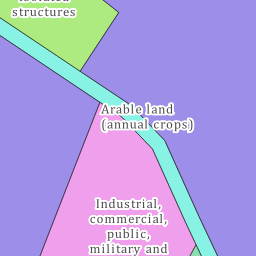 structures
Arable land
(annual crops)
Industrial,
commercial,
public,
military and